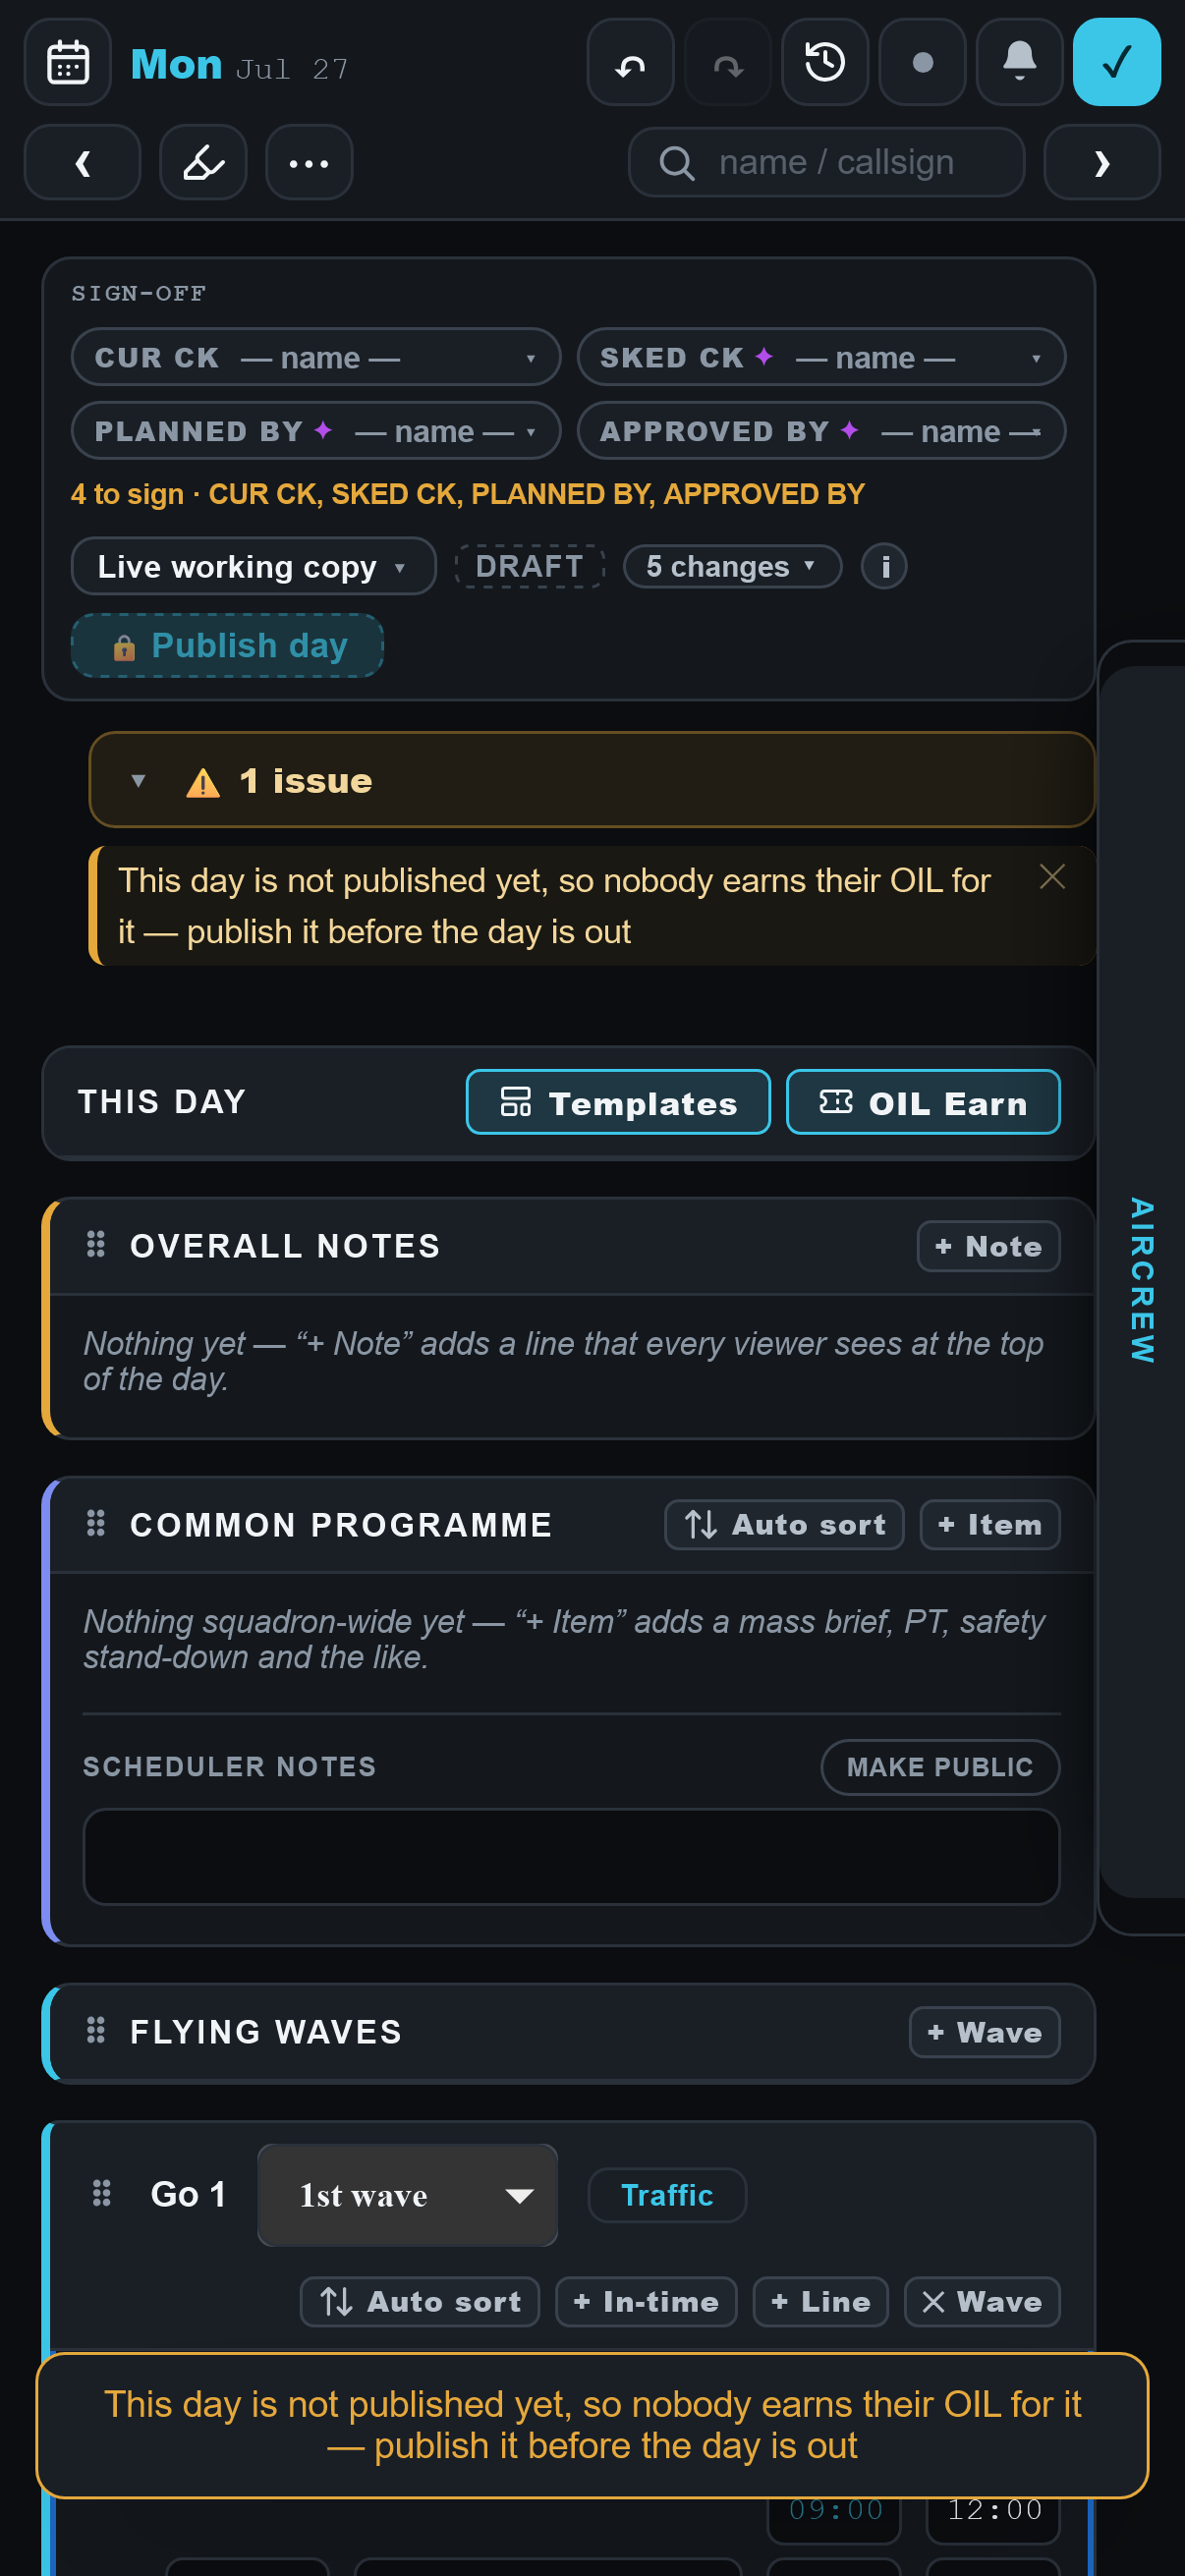 Mon Jul 27
name / callsign
SIGN-OFF
CUR CK — name —
SKED CK ✦ — name —
PLANNED BY ✦ — name —
APPROVED BY ✦ — name —
4 to sign · CUR CK, SKED CK, PLANNED BY, APPROVED BY
Live working copy
DRAFT
5 changes
i
Publish day
1 issue
This day is not published yet, so nobody earns their OIL for
it — publish it before the day is out
THIS DAY
Templates
OIL Earn
AIRCREW
OVERALL NOTES
+ Note
Nothing yet — “+ Note” adds a line that every viewer sees at the top
of the day.
COMMON PROGRAMME
Auto sort
+ Item
Nothing squadron-wide yet — “+ Item” adds a mass brief, PT, safety
stand-down and the like.
SCHEDULER NOTES
MAKE PUBLIC
FLYING WAVES
+ Wave
Go 1
1st wave
Traffic
Auto sort
+ In-time
+ Line
× Wave
This day is not published yet, so nobody earns their OIL for it
— publish it before the day is out
09:00
12:00